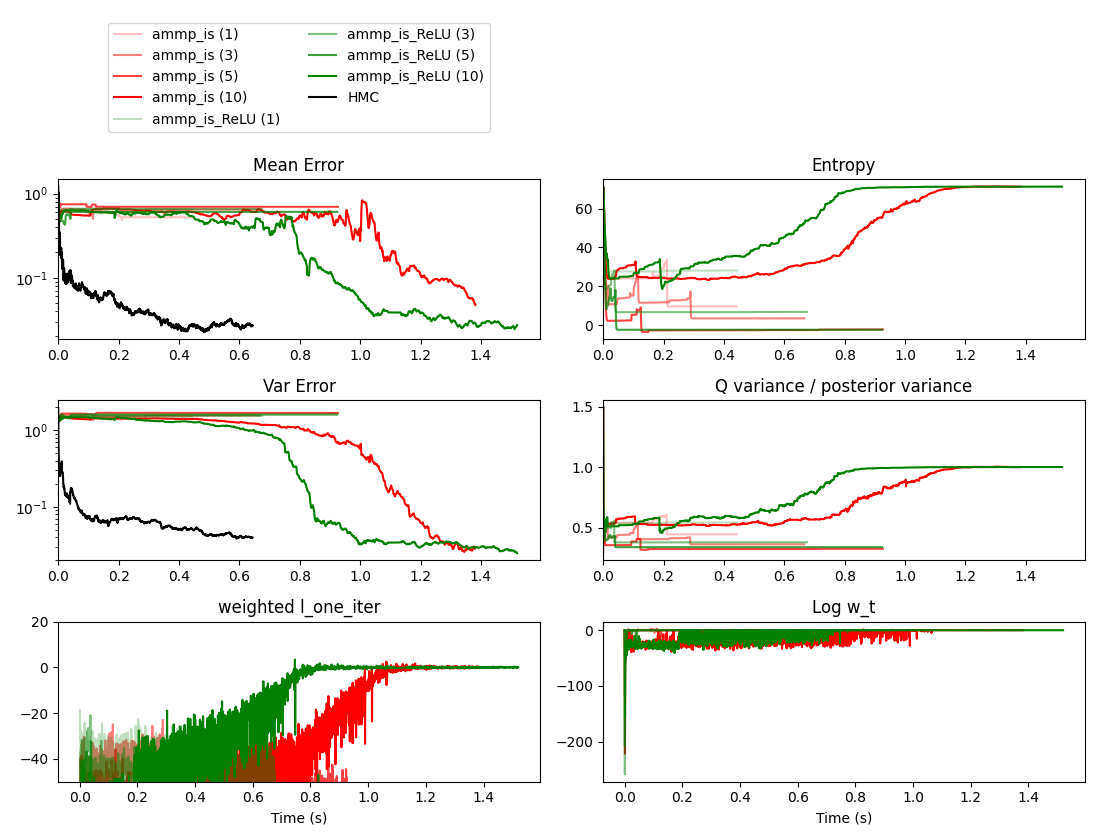 ammp_is (1)
ammp_is (3)
ammp_is (5)
ammp_is (10)
ammp_is_ReLU (1)
ammp_is_ReLU (3)
ammp_is_ReLU (5)
ammp_is_ReLU (10)
HMC
Mean Error
10⁰
10⁻¹
0.0 0.2 0.4 0.6 0.8 1.0 1.2 1.4
Entropy
60
40
20
0
0.0 0.2 0.4 0.6 0.8 1.0 1.2 1.4
Var Error
10⁰
10⁻¹
0.0 0.2 0.4 0.6 0.8 1.0 1.2 1.4
Q variance / posterior variance
1.5
1.0
0.5
0.0 0.2 0.4 0.6 0.8 1.0 1.2 1.4
weighted l_one_iter
20
0
−20
−40
0.0 0.2 0.4 0.6 0.8 1.0 1.2 1.4
Time (s)
Log w_t
0
−100
−200
0.0 0.2 0.4 0.6 0.8 1.0 1.2 1.4
Time (s)